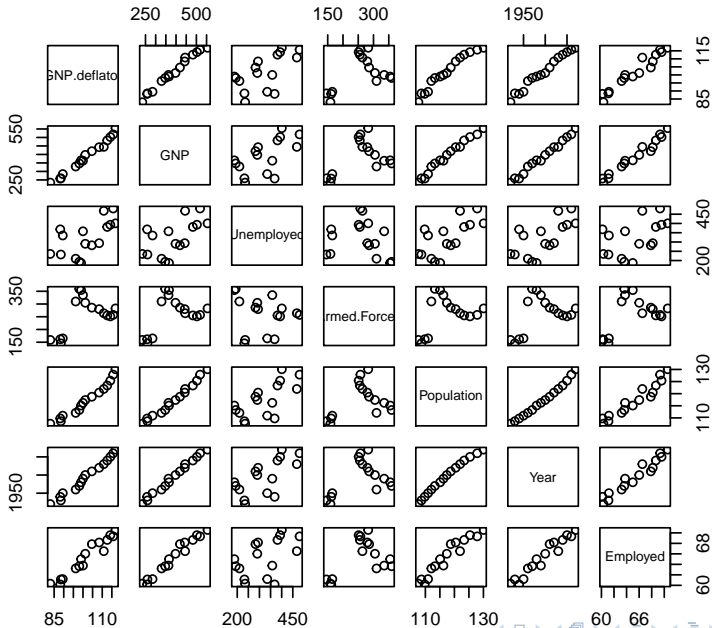 250 500 150 300 1950
GNP.deflato
85 115
250 550
GNP
Unemployed
200 450
150 350
rmed.Force
Population
110 130
1950
Year
Employed
60 68
85 110 200 450 110 130 60 66